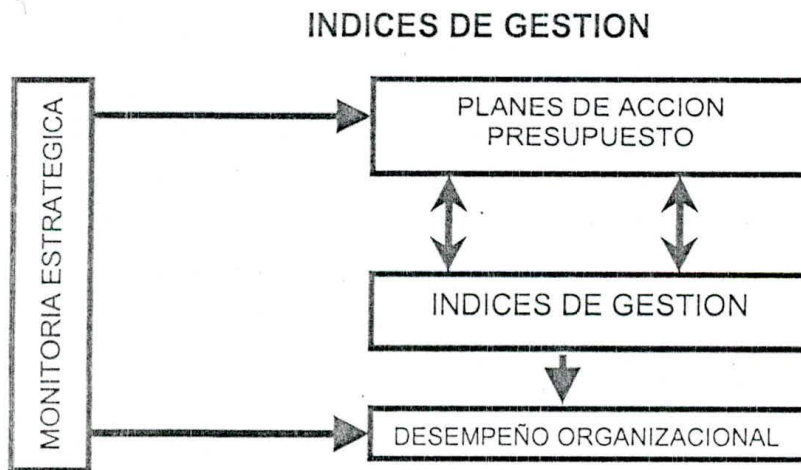 INDICES DE GESTION
MONITORIA ESTRATEGICA
PLANES DE ACCION
PRESUPUESTO
INDICES DE GESTION
DESEMPEÑO ORGANIZACIONAL